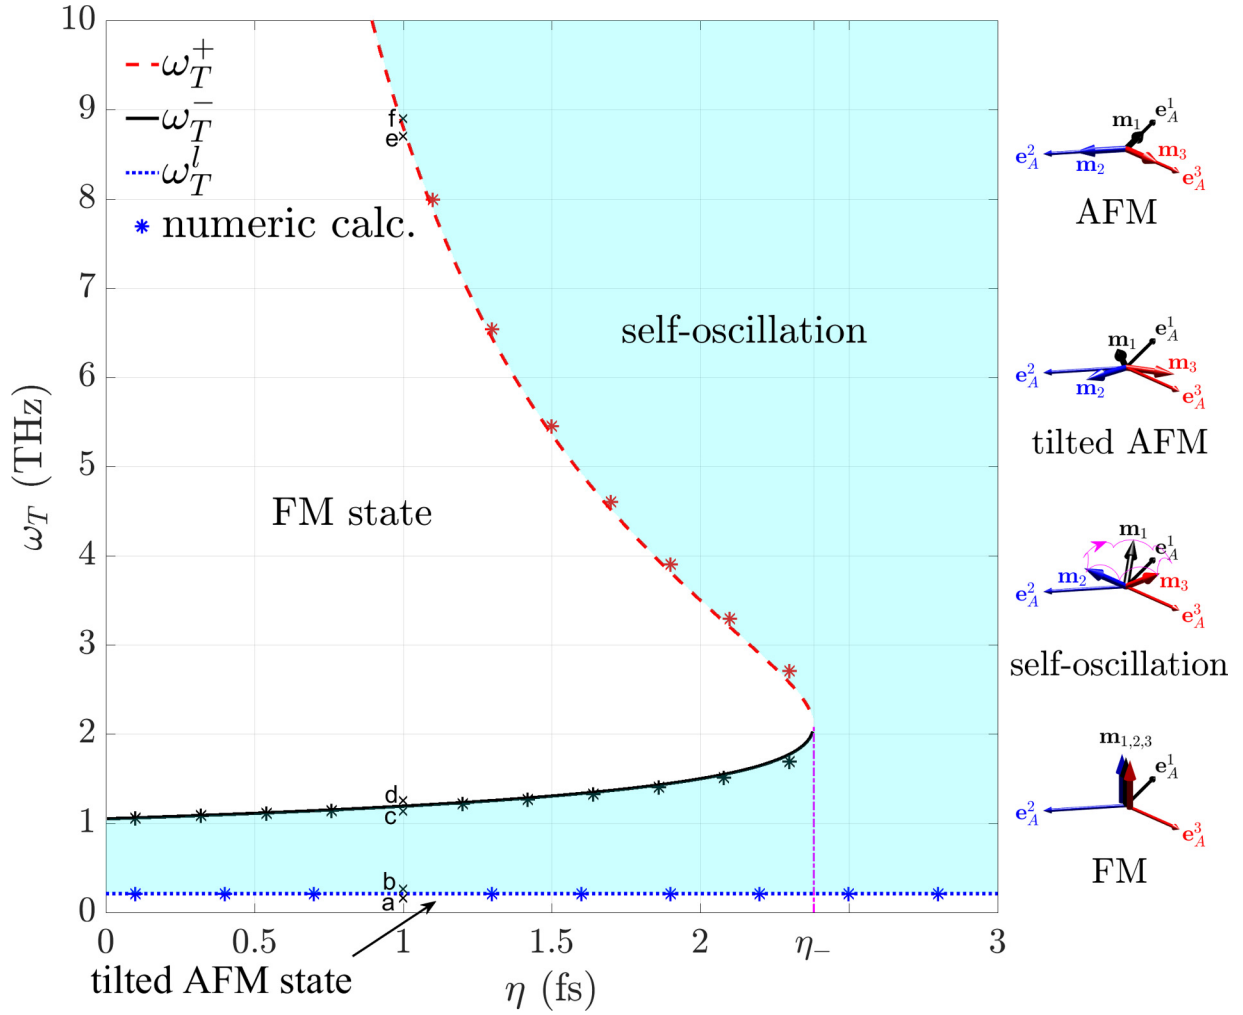 10
9
8
7
6
5
4
3
2
1
0
ω_T (THz)
ω_T^+
ω_T^-
ω_T^l
numeric calc.
f
e
self-oscillation
FM state
d
c
b
a
0
0.5
1
1.5
2
η_-
3
tilted AFM state
η (fs)
m_1
e_A^1
e_A^2
m_2
m_3
e_A^3
AFM
m_1
e_A^1
e_A^2
m_2
m_3
e_A^3
tilted AFM
m_1
e_A^1
m_2
m_3
e_A^2
e_A^3
self-oscillation
m_{1,2,3}
e_A^1
e_A^2
e_A^3
FM